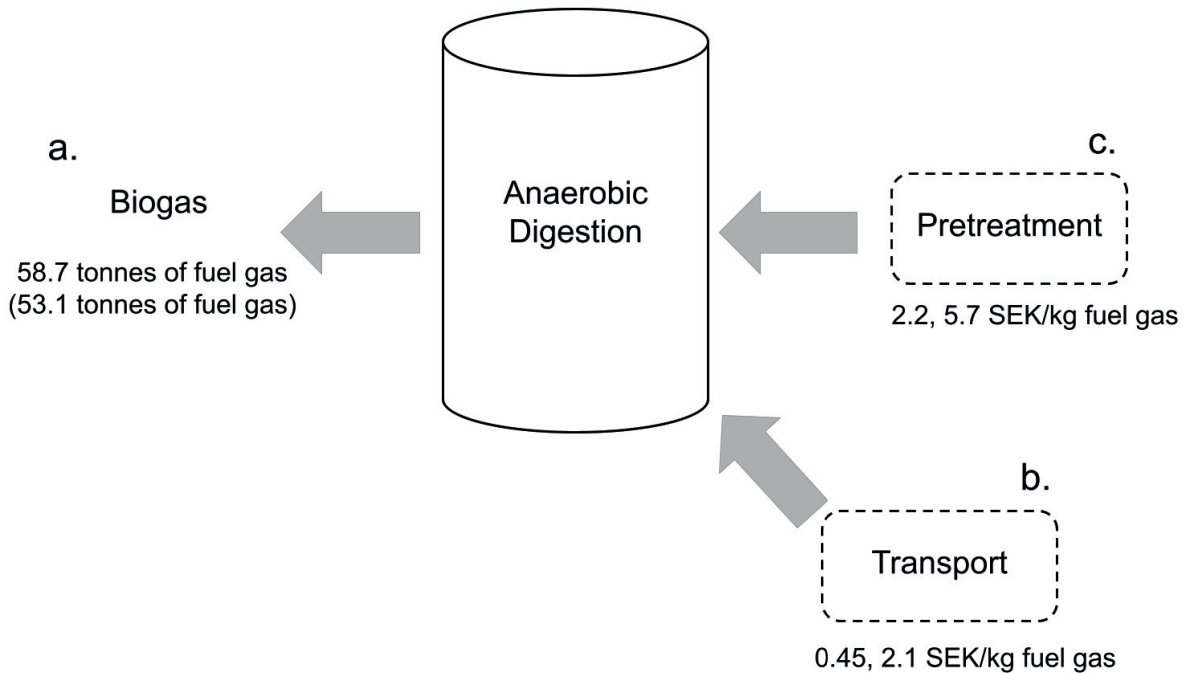 a.
Biogas
58.7 tonnes of fuel gas
(53.1 tonnes of fuel gas)
Anaerobic
Digestion
c.
Pretreatment
2.2, 5.7 SEK/kg fuel gas
b.
Transport
0.45, 2.1 SEK/kg fuel gas